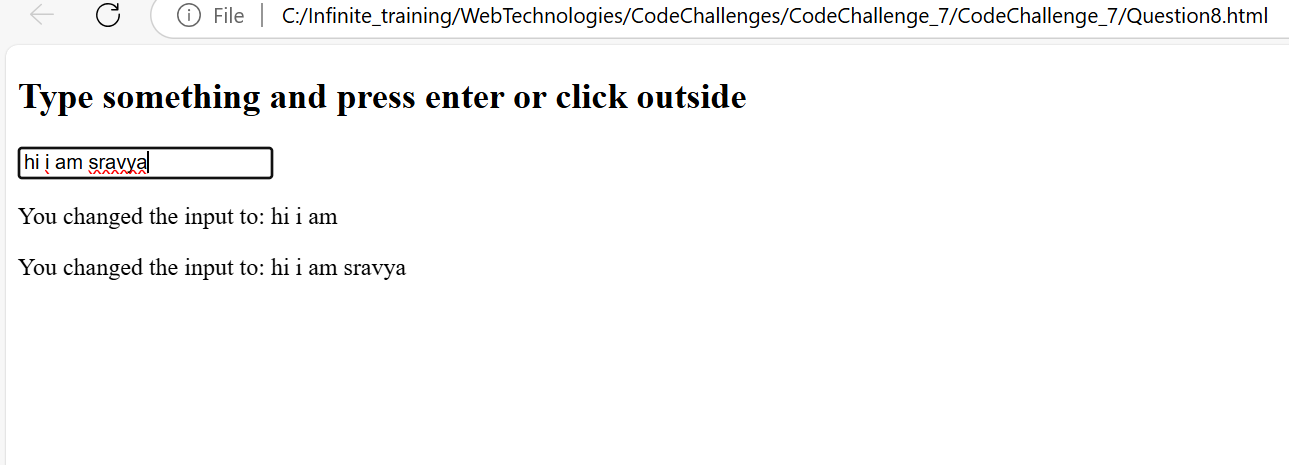 File | C:/Infinite_training/WebTechnologies/CodeChallenges/CodeChallenge_7/CodeChallenge_7/Question8.html
Type something and press enter or click outside
hi i am sravya
You changed the input to: hi i am
You changed the input to: hi i am sravya